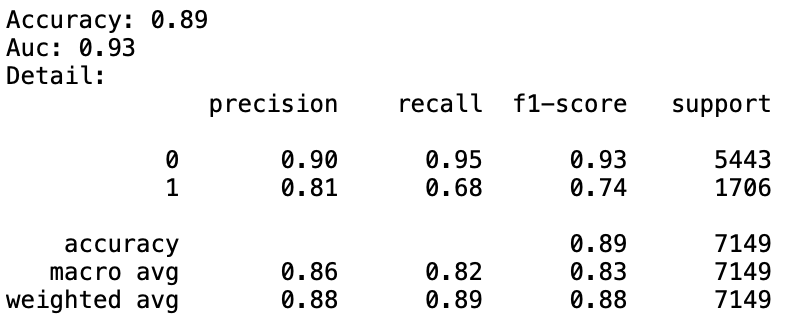 Accuracy: 0.89
Auc: 0.93
Detail:
precision recall f1-score support
0 0.90 0.95 0.93 5443
1 0.81 0.68 0.74 1706
accuracy 0.89 7149
macro avg 0.86 0.82 0.83 7149
weighted avg 0.88 0.89 0.88 7149